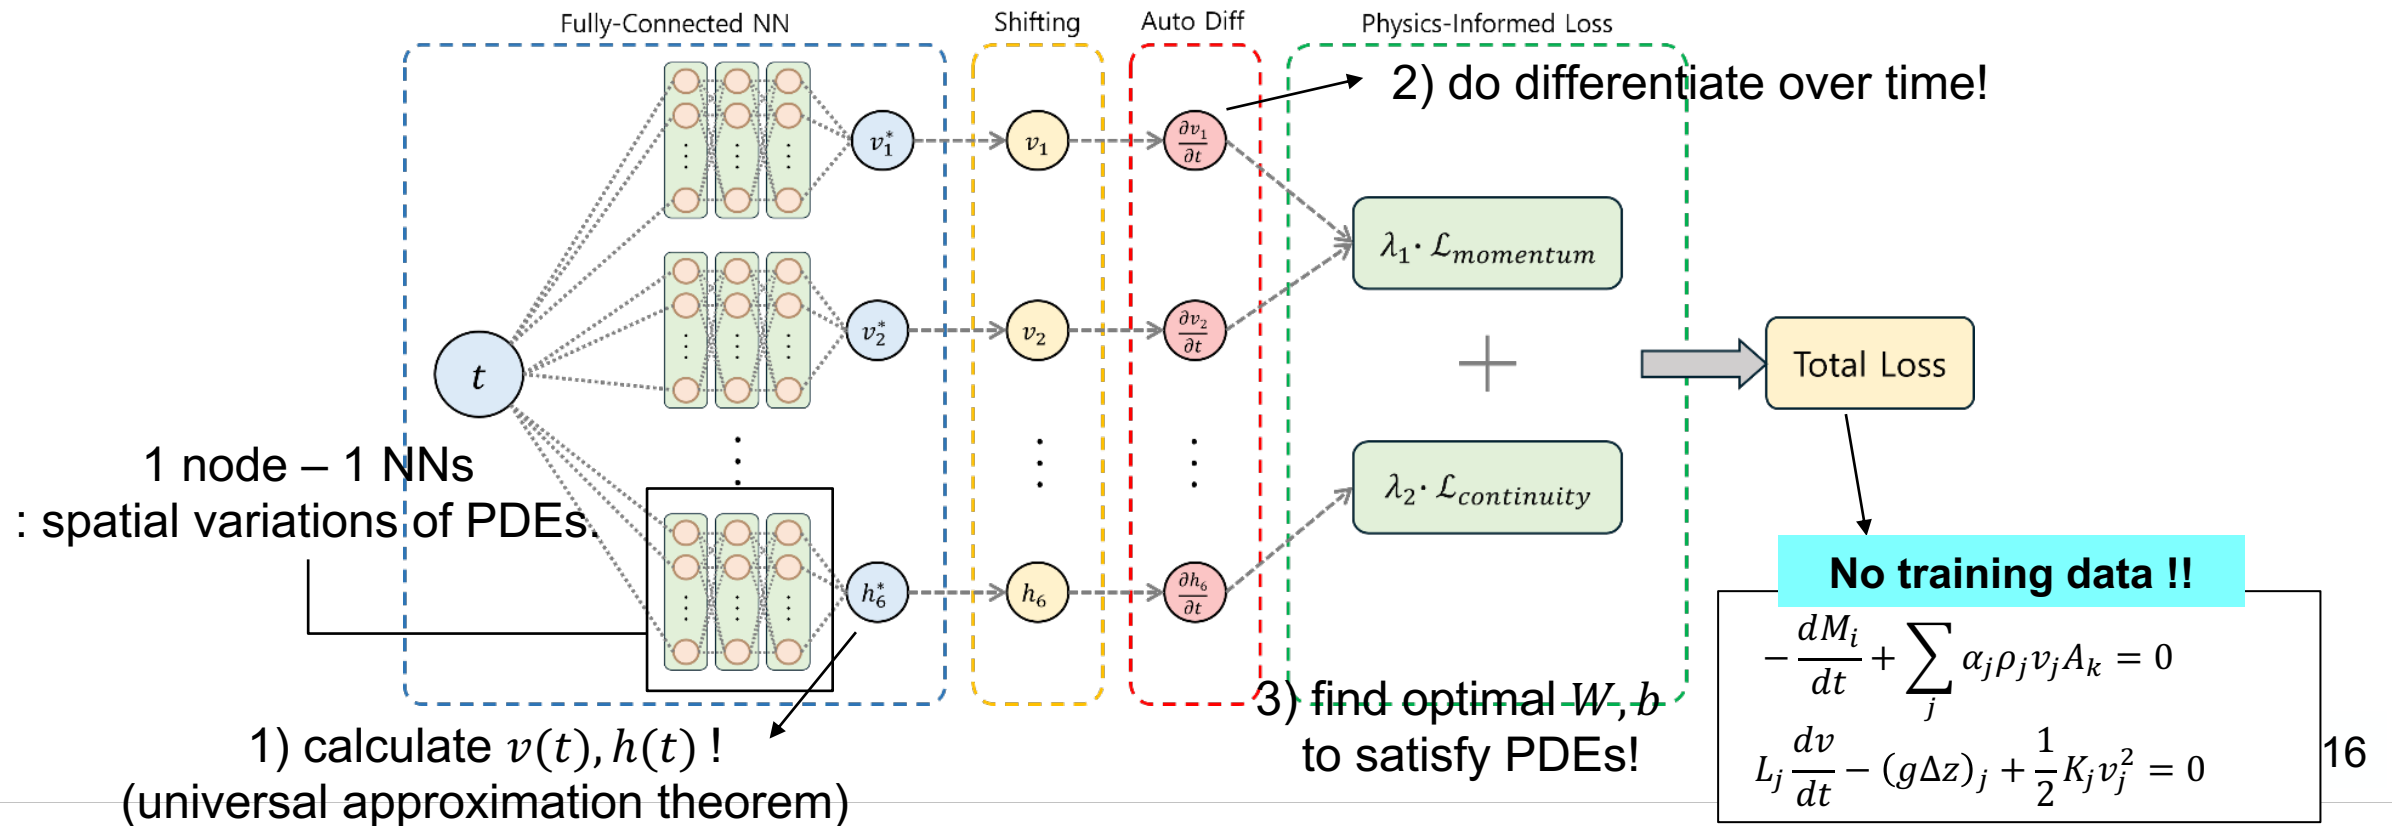 Fully-Connected NN
Shifting
Auto Diff
Physics-Informed Loss
2) do differentiate over time!
v₁*
v₁
∂v₁/∂t
λ₁· ℒ_momentum
v₂*
v₂
∂v₂/∂t
t
+
Total Loss
1 node – 1 NNs
: spatial variations of PDEs.
λ₂· ℒ_continuity
h₆*
h₆
∂h₆/∂t
No training data !!
− dM_i/dt + ∑_j α_j ρ_j v_j A_k = 0
L_j dv/dt − (gΔz)_j + 1/2 K_j v_j² = 0
1) calculate v(t), h(t) !
(universal approximation theorem)
3) find optimal W, b
to satisfy PDEs!
16